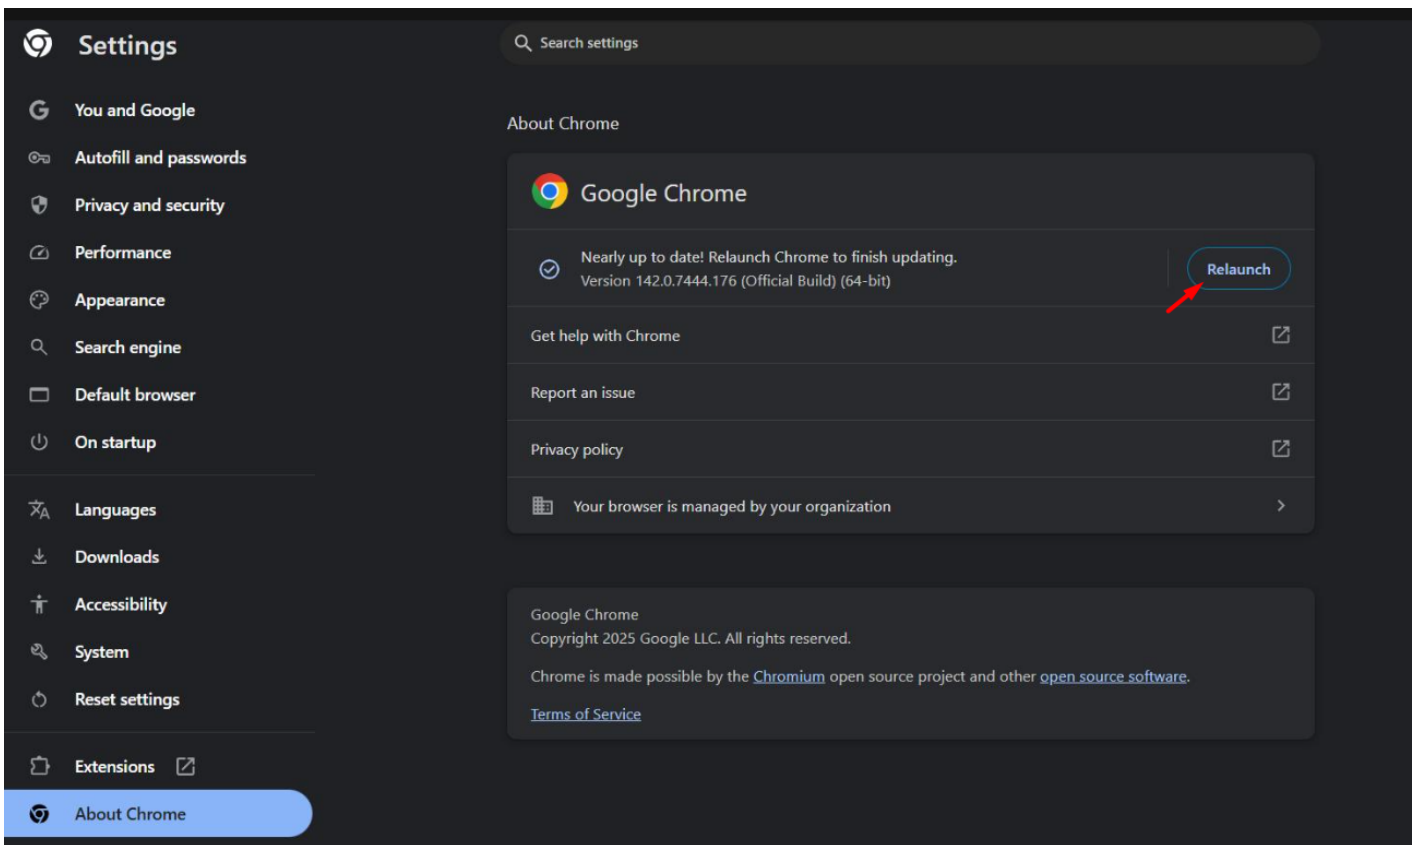 Settings
Search settings
You and Google
Autofill and passwords
Privacy and security
Performance
Appearance
Search engine
Default browser
On startup
Languages
Downloads
Accessibility
System
Reset settings
Extensions
About Chrome
About Chrome
Google Chrome
Nearly up to date! Relaunch Chrome to finish updating.
Version 142.0.7444.176 (Official Build) (64-bit)
Relaunch
Get help with Chrome
Report an issue
Privacy policy
Your browser is managed by your organization
Google Chrome
Copyright 2025 Google LLC. All rights reserved.
Chrome is made possible by the Chromium open source project and other open source software.
Terms of Service